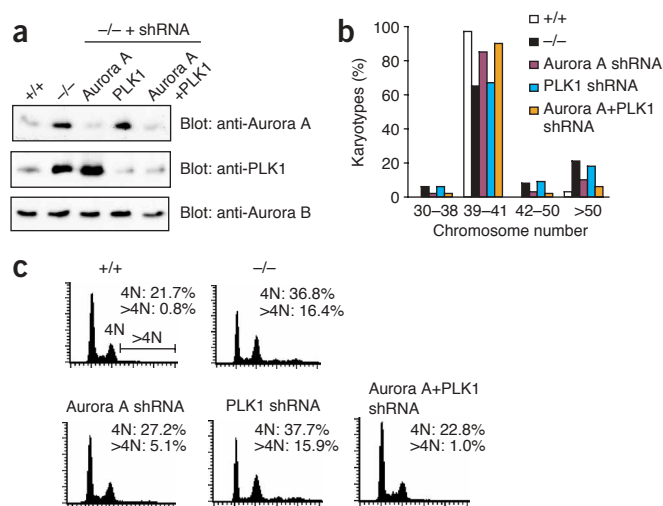 a
–/– + shRNA
+/+
–/–
Aurora A
PLK1
Aurora A
+PLK1
Blot: anti-Aurora A
Blot: anti-PLK1
Blot: anti-Aurora B
b
Karyotypes (%)
100
80
60
40
20
0
30–38 39–41 42–50 >50
Chromosome number
+/+
–/–
Aurora A shRNA
PLK1 shRNA
Aurora A+PLK1
shRNA
c
+/+
4N: 21.7%
>4N: 0.8%
4N
>4N
–/–
4N: 36.8%
>4N: 16.4%
Aurora A shRNA
4N: 27.2%
>4N: 5.1%
PLK1 shRNA
4N: 37.7%
>4N: 15.9%
Aurora A+PLK1
shRNA
4N: 22.8%
>4N: 1.0%